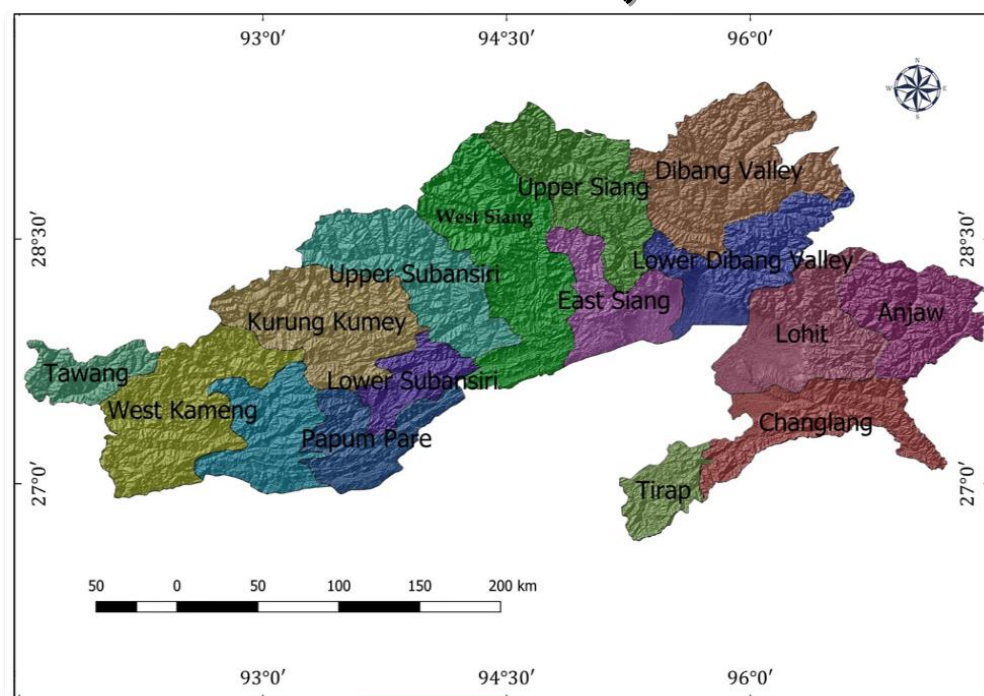 93°0′ 94°30′ 96°0′
N
W E
S
Dibang Valley
Upper Siang
West Siang
28°30′ 28°30′
Lower Dibang Valley
Upper Subansiri
East Siang
Anjaw
Kurung Kumey
Lohit
Tawang
Lower Subansiri
West Kameng
Changlang
Papum Pare
27°0′ 27°0′
Tirap
50 0 50 100 150 200 km
93°0′ 94°30′ 96°0′